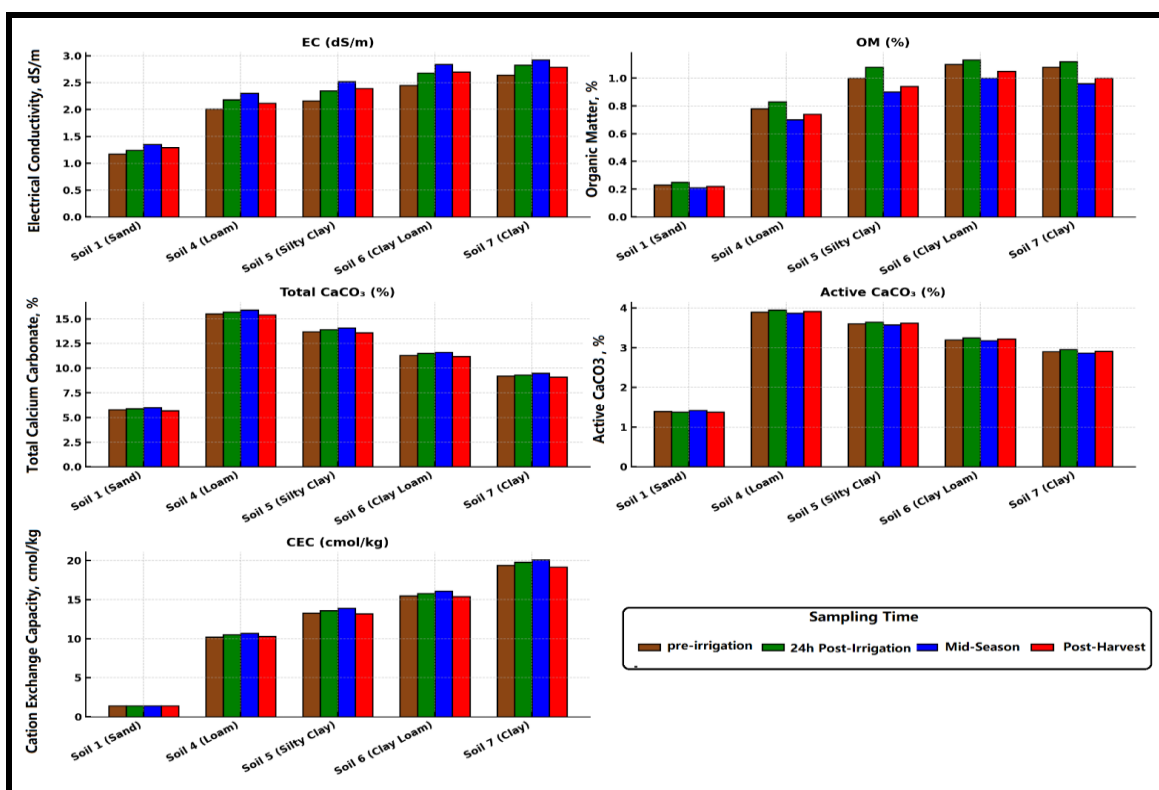 EC (dS/m)
Electrical Conductivity, dS/m
3.0
2.5
2.0
1.5
1.0
0.5
0.0
Soil 1 (Sand)
Soil 4 (Loam)
Soil 5 (Silty Clay)
Soil 6 (Clay Loam)
Soil 7 (Clay)
OM (%)
Organic Matter, %
1.0
0.8
0.6
0.4
0.2
0.0
Soil 1 (Sand)
Soil 4 (Loam)
Soil 5 (Silty Clay)
Soil 6 (Clay Loam)
Soil 7 (Clay)
Total CaCO₃ (%)
Total Calcium Carbonate, %
15.0
12.5
10.0
7.5
5.0
2.5
0.0
Soil 1 (Sand)
Soil 4 (Loam)
Soil 5 (Silty Clay)
Soil 6 (Clay Loam)
Soil 7 (Clay)
Active CaCO₃ (%)
Active CaCO3, %
4
3
2
1
0
Soil 1 (Sand)
Soil 4 (Loam)
Soil 5 (Silty Clay)
Soil 6 (Clay Loam)
Soil 7 (Clay)
CEC (cmol/kg)
Cation Exchange Capacity, cmol/kg
20
15
10
5
0
Soil 1 (Sand)
Soil 4 (Loam)
Soil 5 (Silty Clay)
Soil 6 (Clay Loam)
Soil 7 (Clay)
Sampling Time
pre-irrigation
24h Post-Irrigation
Mid-Season
Post-Harvest